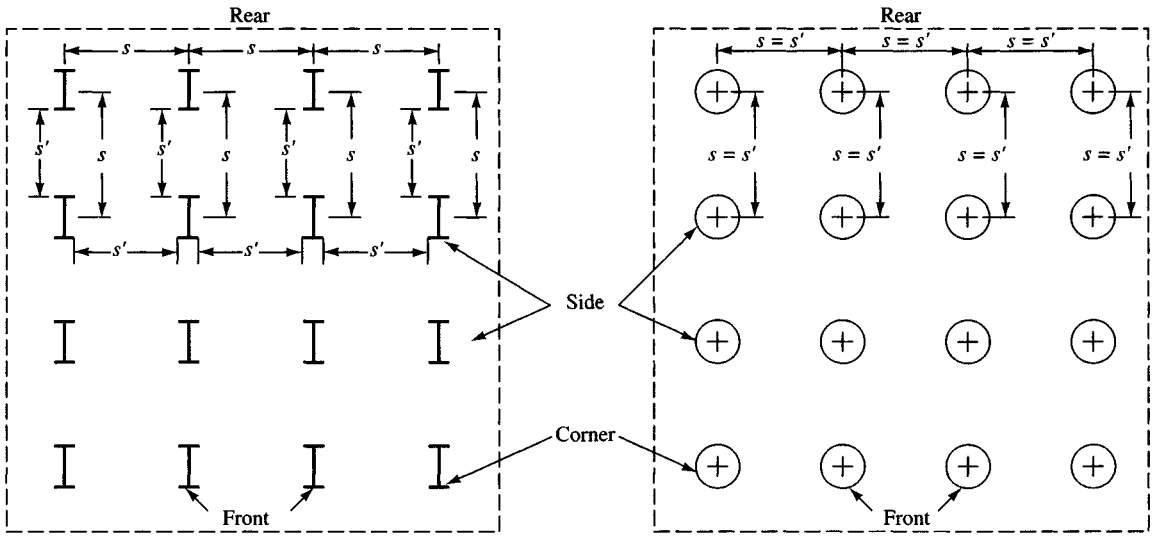 Rear
s s s
s' s s' s s' s s' s
s' s' s'
Side
Corner
Front
Rear
s = s' s = s' s = s'
s = s' s = s' s = s' s = s'
Front